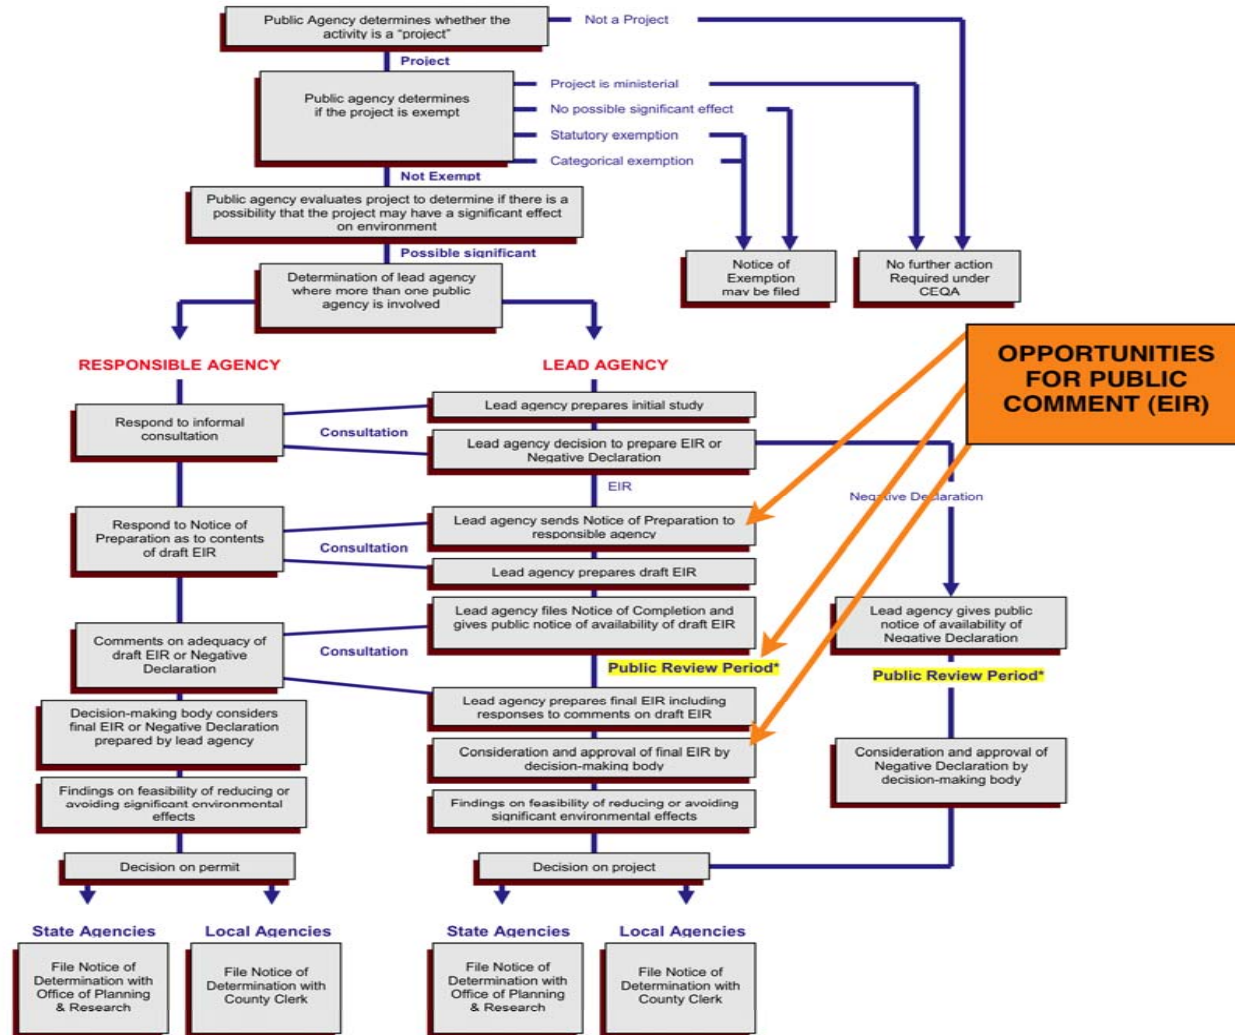 Public Agency determines whether the
activity is a “project”
Not a Project
Project
Public agency determines
if the project is exempt
Project is ministerial
No possible significant effect
Statutory exemption
Categorical exemption
Not Exempt
Public agency evaluates project to determine if there is a
possibility that the project may have a significant effect
on environment
Possible significant
Determination of lead agency
where more than one public
agency is involved
Notice of
Exemption
may be filed
No further action
Required under
CEQA
OPPORTUNITIES
FOR PUBLIC
COMMENT (EIR)
RESPONSIBLE AGENCY
LEAD AGENCY
Respond to informal
consultation
Consultation
Lead agency prepares initial study
Lead agency decision to prepare EIR or
Negative Declaration
EIR
Negative Declaration
Respond to Notice of
Preparation as to contents
of draft EIR
Consultation
Lead agency sends Notice of Preparation to
responsible agency
Lead agency prepares draft EIR
Lead agency files Notice of Completion and
gives public notice of availability of draft EIR
Lead agency gives public
notice of availability of
Negative Declaration
Comments on adequacy of
draft EIR or Negative
Declaration
Consultation
Public Review Period*
Public Review Period*
Lead agency prepares final EIR including
responses to comments on draft EIR
Decision-making body considers
final EIR or Negative Declaration
prepared by lead agency
Consideration and approval of final EIR by
decision-making body
Consideration and approval of
Negative Declaration by
decision-making body
Findings on feasibility of reducing or
avoiding significant environmental
effects
Findings on feasibility of reducing or avoiding
significant environmental effects
Decision on permit
Decision on project
State Agencies
Local Agencies
State Agencies
Local Agencies
File Notice of
Determination with
Office of Planning
& Research
File Notice of
Determination with
County Clerk
File Notice of
Determination with
Office of Planning
& Research
File Notice of
Determination with
County Clerk